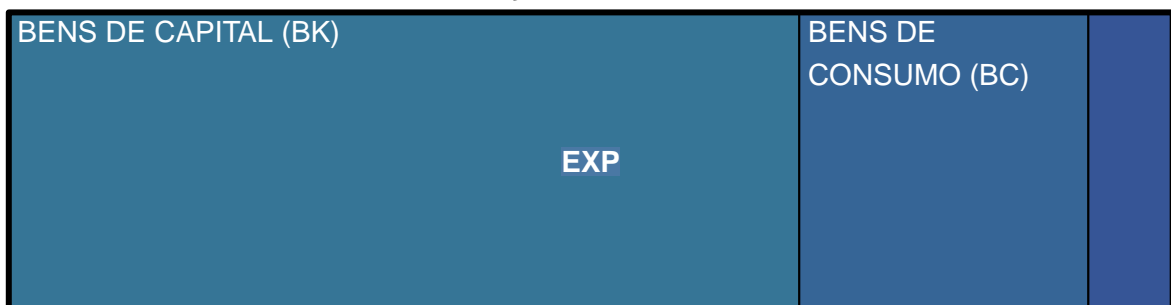 BENS DE CAPITAL (BK)
BENS DE
CONSUMO (BC)
EXP